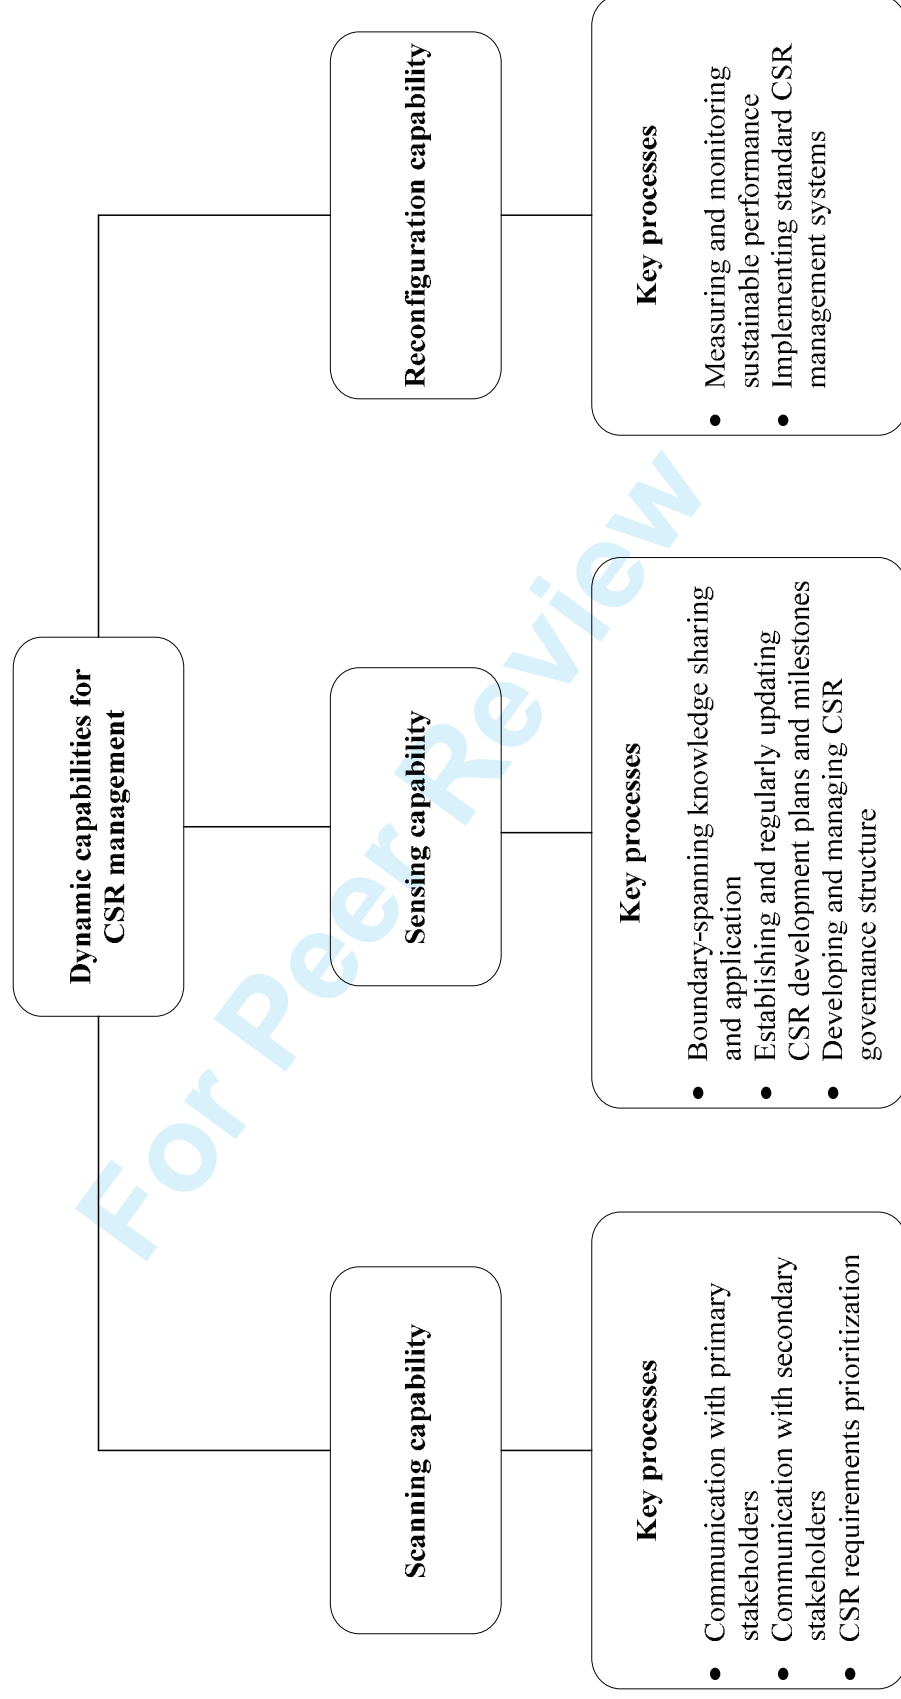 Dynamic capabilities for
CSR management
Scanning capability
Sensing capability
Reconfiguration capability
Key processes
● Communication with primary
stakeholders
● Communication with secondary
stakeholders
● CSR requirements prioritization
Key processes
● Boundary-spanning knowledge sharing
and application
● Establishing and regularly updating
CSR development plans and milestones
● Developing and managing CSR
governance structure
Key processes
● Measuring and monitoring
sustainable performance
● Implementing standard CSR
management systems
For Peer Review